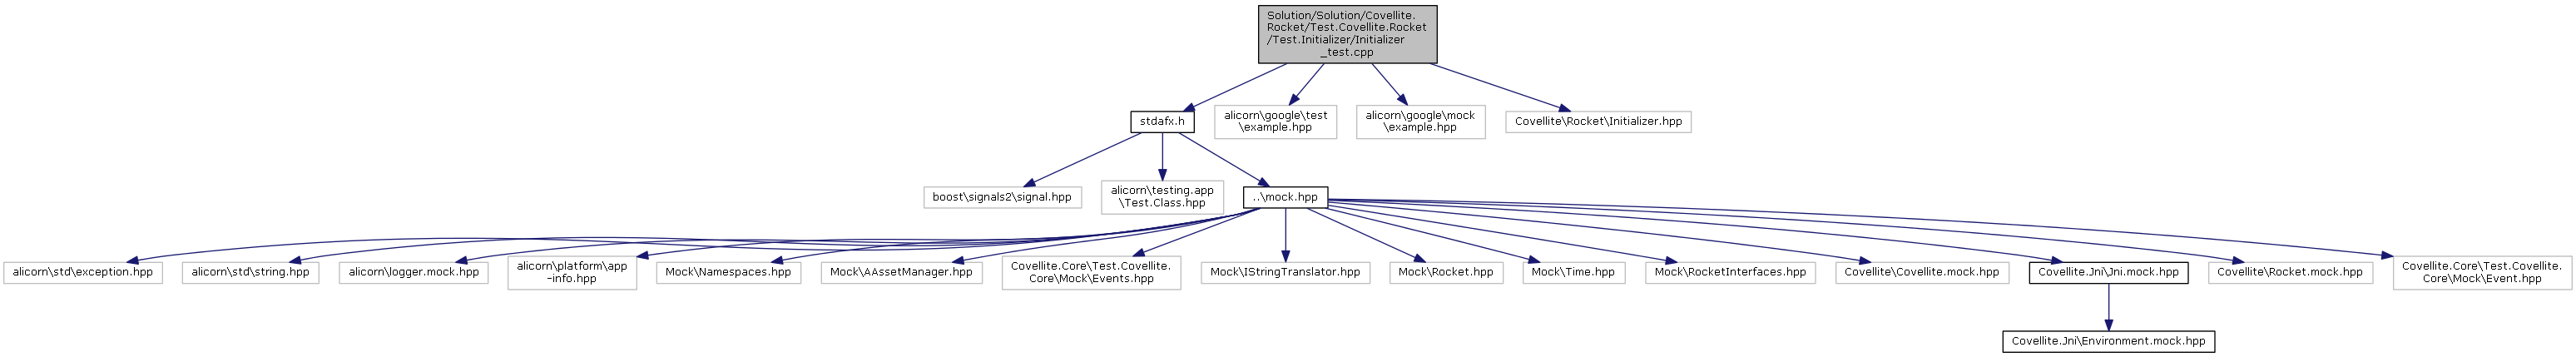 Solution/Solution/Covellite.
Rocket/Test.Covellite.Rocket
/Test.Initializer/Initializer
_test.cpp
stdafx.h
alicorn\google\test
\example.hpp
alicorn\google\mock
\example.hpp
Covellite\Rocket\Initializer.hpp
boost\signals2\signal.hpp
alicorn\testing.app
\Test.Class.hpp
..\mock.hpp
alicorn\std\exception.hpp
alicorn\std\string.hpp
alicorn\logger.mock.hpp
alicorn\platform\app
-info.hpp
Mock\Namespaces.hpp
Mock\AAssetManager.hpp
Covellite.Core\Test.Covellite.
Core\Mock\Events.hpp
Mock\IStringTranslator.hpp
Mock\Rocket.hpp
Mock\Time.hpp
Mock\RocketInterfaces.hpp
Covellite\Covellite.mock.hpp
Covellite.Jni\Jni.mock.hpp
Covellite\Rocket.mock.hpp
Covellite.Core\Test.Covellite.
Core\Mock\Event.hpp
Covellite.Jni\Environment.mock.hpp